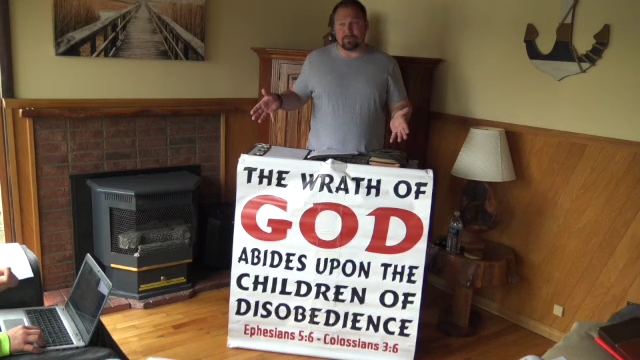 THE WRATH OF
GOD
ABIDES UPON THE
CHILDREN OF
DISOBEDIENCE
Ephesians 5:6 - Colossians 3:6